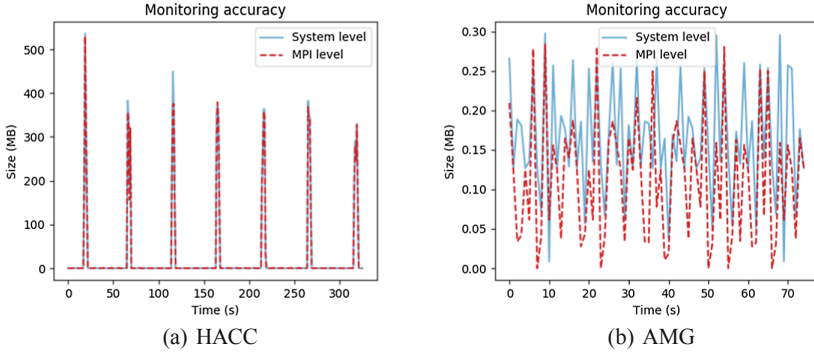 Monitoring accuracy
System level
MPI level
Size (MB)
500
400
300
200
100
0
0 50 100 150 200 250 300
Time (s)
(a) HACC
Monitoring accuracy
System level
MPI level
Size (MB)
0.30
0.25
0.20
0.15
0.10
0.05
0.00
0 10 20 30 40 50 60 70
Time (s)
(b) AMG